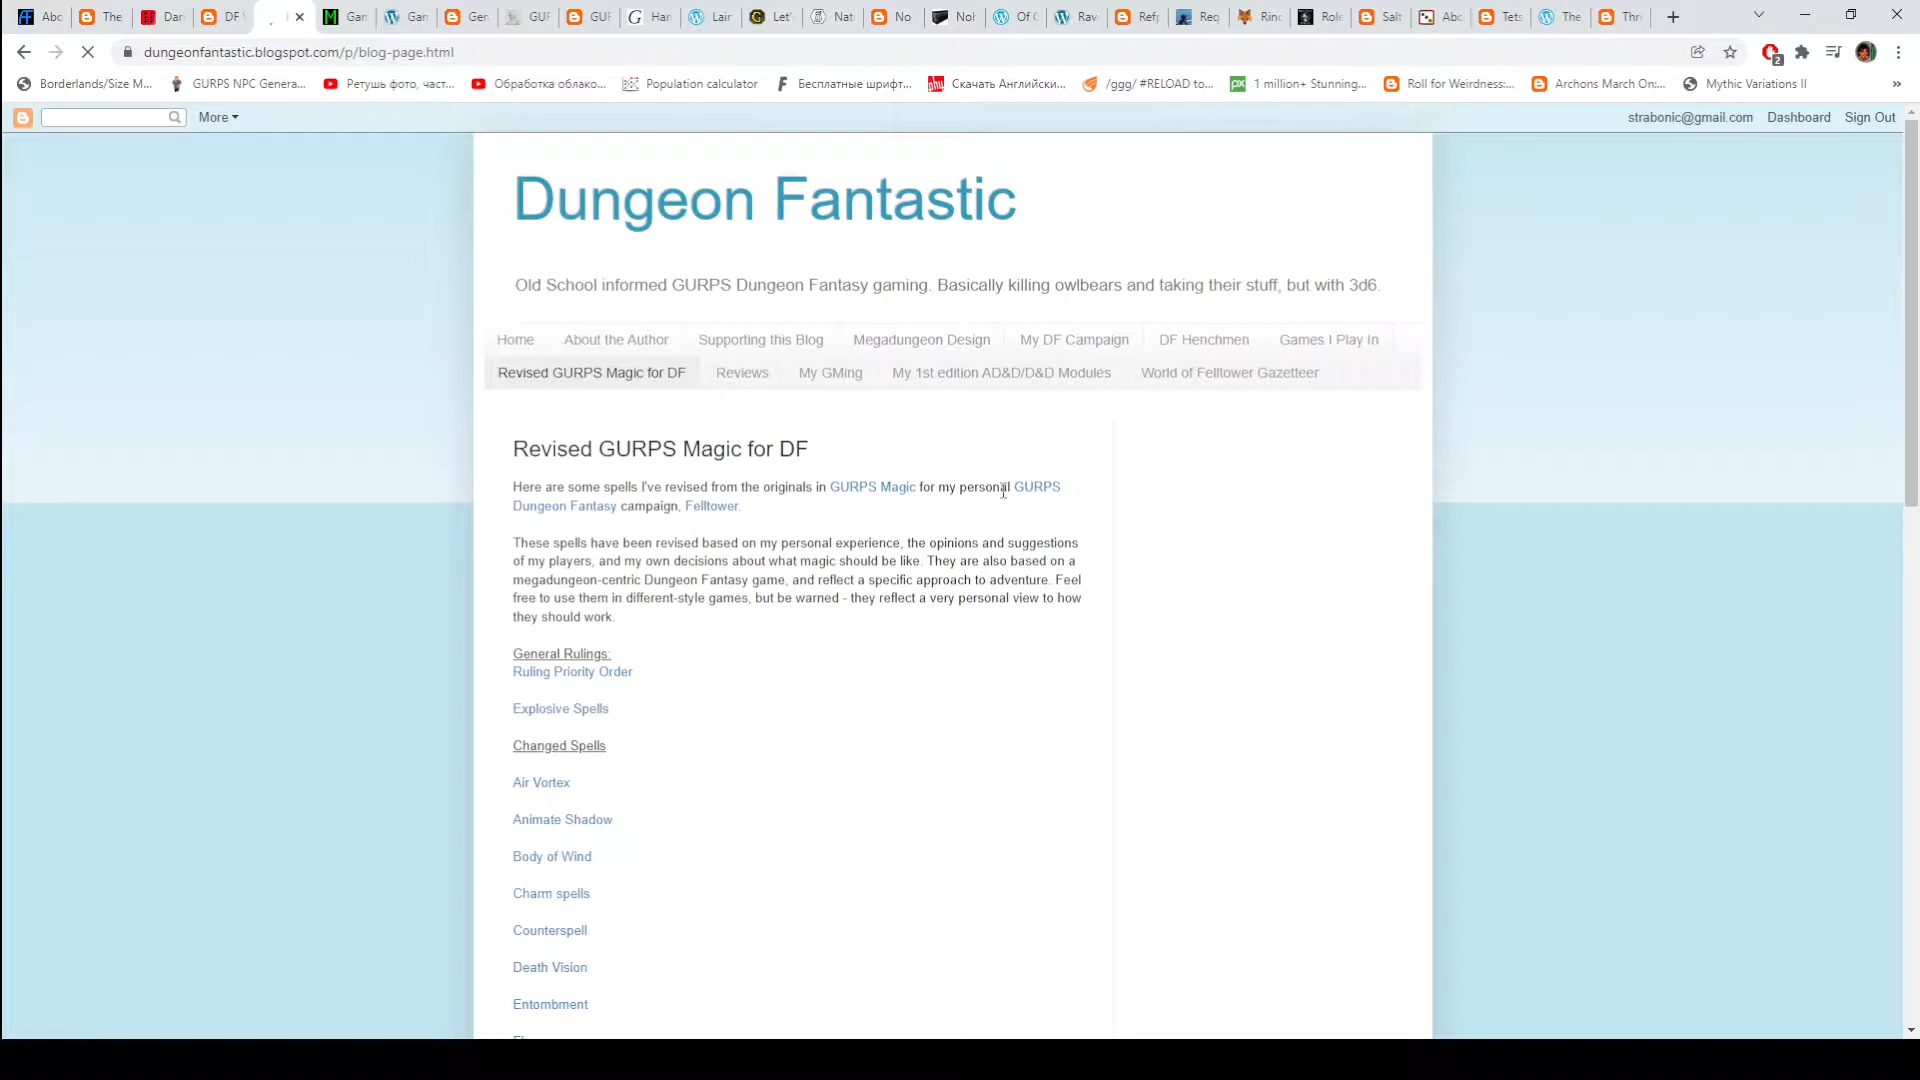 Abc The Dar DF Gar Gar Ger GUF GUF Har Lair Let' Nat No Nol Of ( Rav Ref Req Rinc Role Salt Abc Tets The Thr
dungeonfantastic.blogspot.com/p/blog-page.html
2
Borderlands/Size M... GURPS NPC Genera... Ретушь фото, част... Обработка облако... Population calculator Бесплатные шрифт... Скачать Английски... /ggg/ #RELOAD to... 1 million+ Stunning... Roll for Weirdness:... Archons March On:... Mythic Variations II »
More strabonic@gmail.com Dashboard Sign Out
Dungeon Fantastic
Old School informed GURPS Dungeon Fantasy gaming. Basically killing owlbears and taking their stuff, but with 3d6.
Home About the Author Supporting this Blog Megadungeon Design My DF Campaign DF Henchmen Games I Play In
Revised GURPS Magic for DF Reviews My GMing My 1st edition AD&D/D&D Modules World of Felltower Gazetteer
Revised GURPS Magic for DF
Here are some spells I've revised from the originals in GURPS Magic for my personal GURPS
Dungeon Fantasy campaign, Felltower.
These spells have been revised based on my personal experience, the opinions and suggestions
of my players, and my own decisions about what magic should be like. They are also based on a
megadungeon-centric Dungeon Fantasy game, and reflect a specific approach to adventure. Feel
free to use them in different-style games, but be warned - they reflect a very personal view to how
they should work.
General Rulings:
Ruling Priority Order
Explosive Spells
Changed Spells
Air Vortex
Animate Shadow
Body of Wind
Charm spells
Counterspell
Death Vision
Entombment